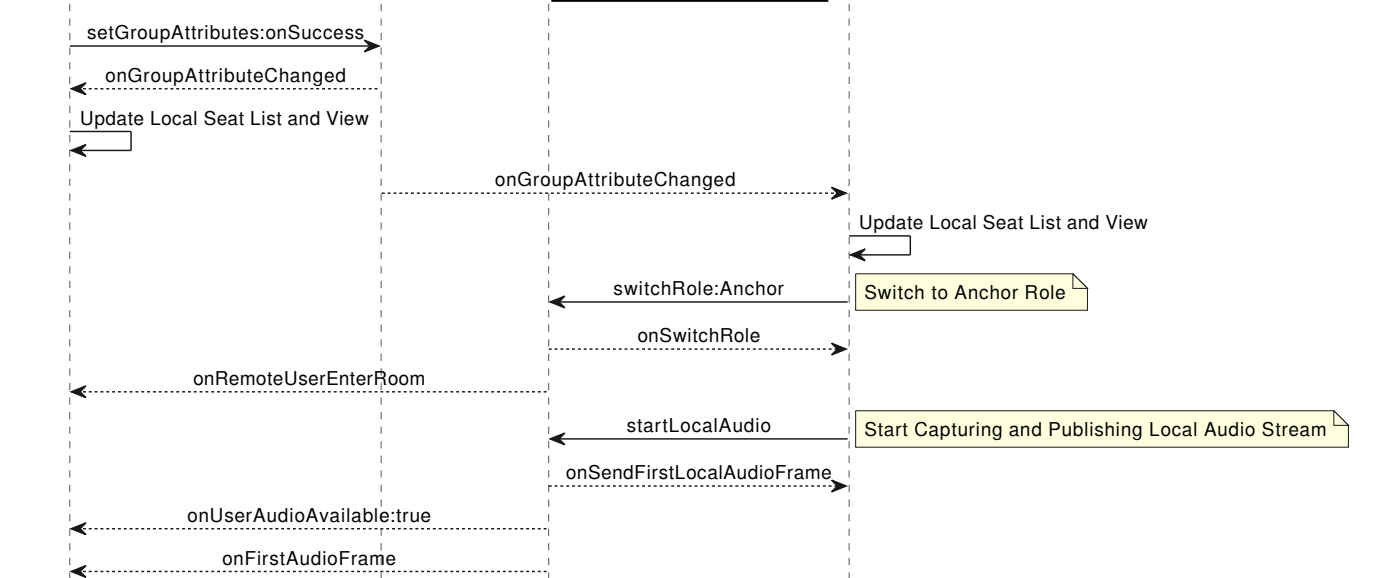 setGroupAttributes:onSuccess
onGroupAttributeChanged
Update Local Seat List and View
onGroupAttributeChanged
Update Local Seat List and View
switchRole:Anchor
Switch to Anchor Role
onSwitchRole
onRemoteUserEnterRoom
startLocalAudio
Start Capturing and Publishing Local Audio Stream
onSendFirstLocalAudioFrame
onUserAudioAvailable:true
onFirstAudioFrame